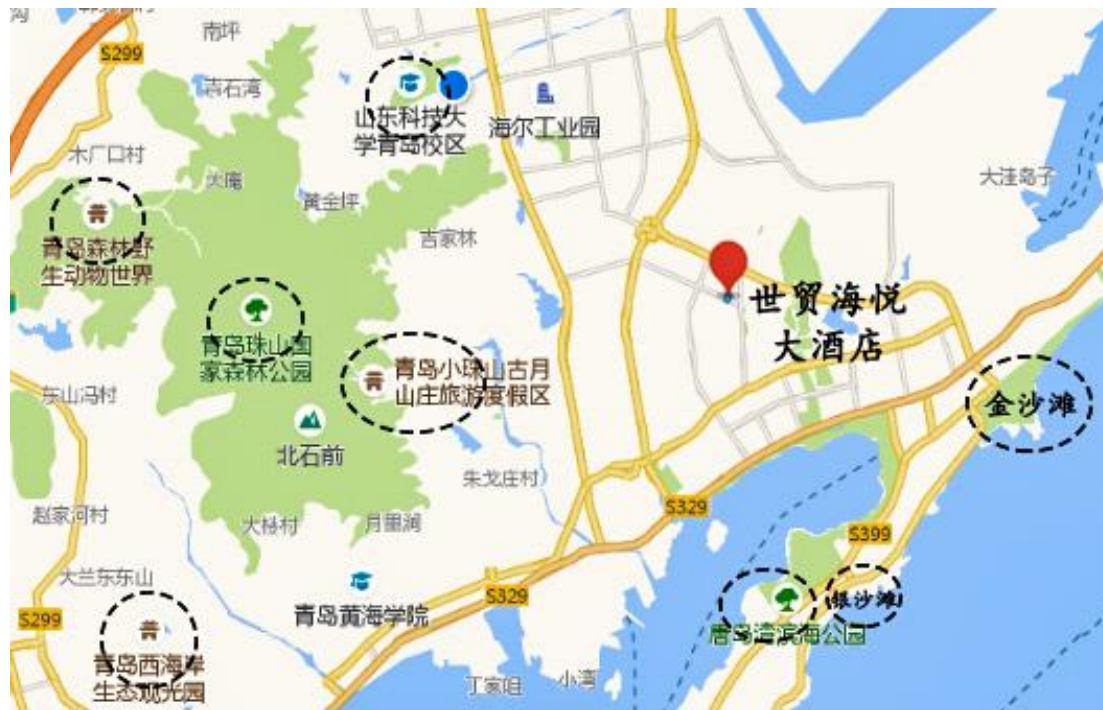 南坪
S299
寺石湾
山东科技大
学青岛校区
海尔工业园
木厂口村
大庵
黄金坪
大洼岛子
吉家林
青岛森林野
生动物世界
世贸海悦
大酒店
青岛珠山国
家森林公园
青岛小珠山古月
山庄旅游度假区
东山冯村
金沙滩
北石前
朱戈庄村
赵家河村
大杨村
月里涧
S329
S399
大兰东东山
青岛黄海学院
S329
银沙滩
S299
唐岛湾滨海公园
青岛西海岸
生态观光园
丁家咀
小湾